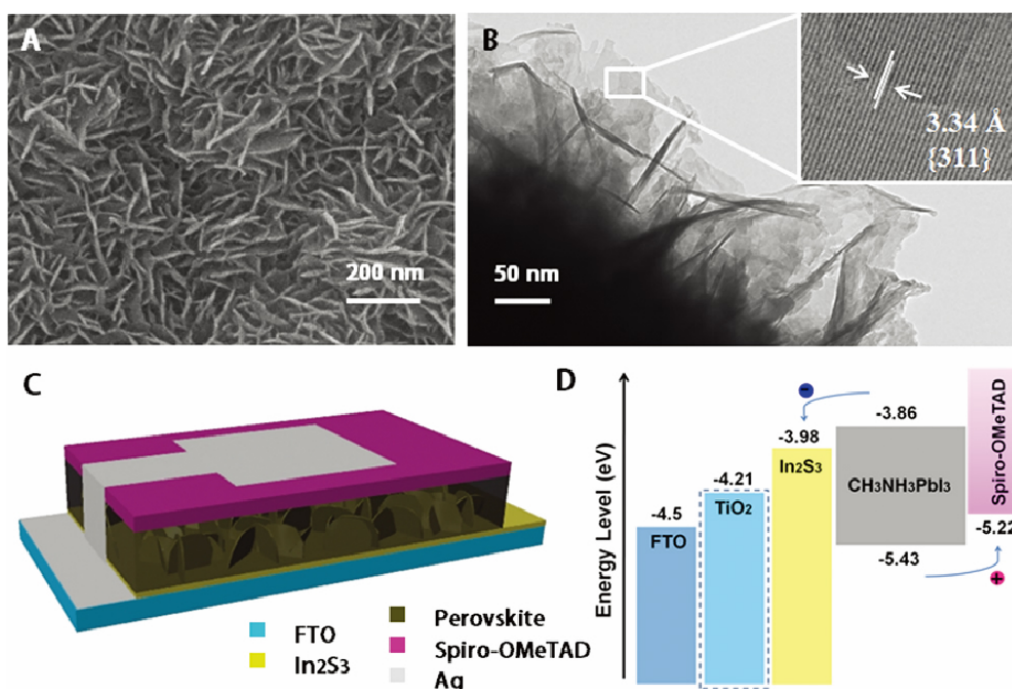 A
200 nm
B
50 nm
3.34 Å
{311}
C
FTO
In2S3
Perovskite
Spiro-OMeTAD
Ag
D
Energy Level (eV)
-4.5
FTO
-4.21
TiO2
-
-3.98
In2S3
-3.86
CH3NH3PbI3
-5.43
Spiro-OMeTAD
-5.22
+